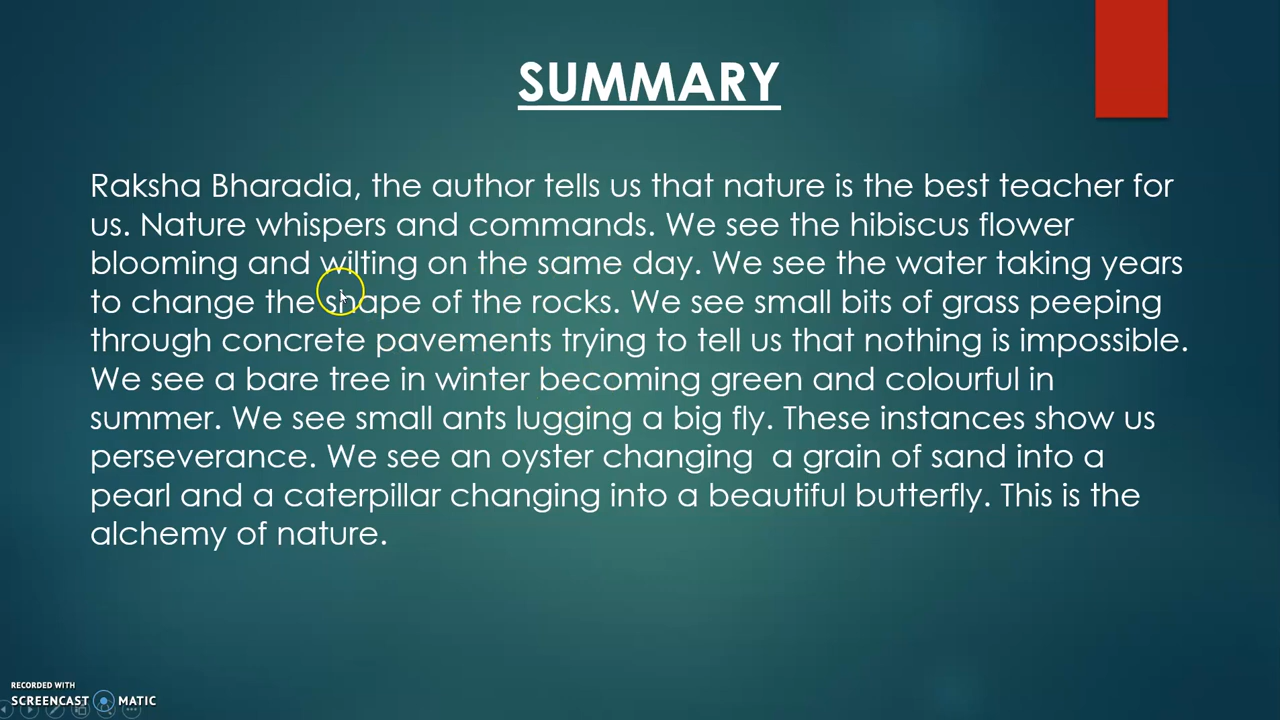 SUMMARY
Raksha Bharadia, the author tells us that nature is the best teacher for
us. Nature whispers and commands. We see the hibiscus flower
blooming and wilting on the same day. We see the water taking years
to change the shape of the rocks. We see small bits of grass peeping
through concrete pavements trying to tell us that nothing is impossible.
We see a bare tree in winter becoming green and colourful in
summer. We see small ants lugging a big fly. These instances show us
perseverance. We see an oyster changing  a grain of sand into a
pearl and a caterpillar changing into a beautiful butterfly. This is the
alchemy of nature.
RECORDED WITH
SCREENCAST MATIC